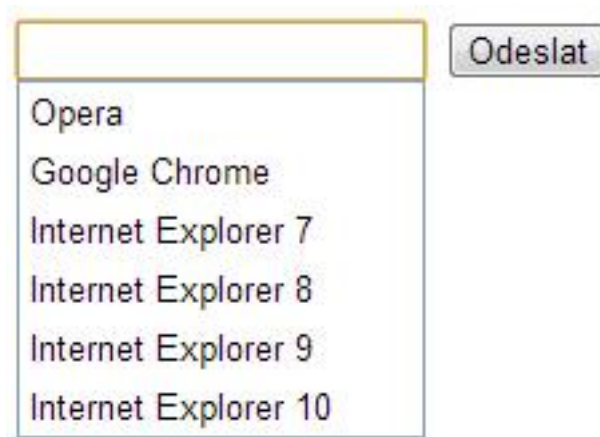 Odeslat
Opera
Google Chrome
Internet Explorer 7
Internet Explorer 8
Internet Explorer 9
Internet Explorer 10